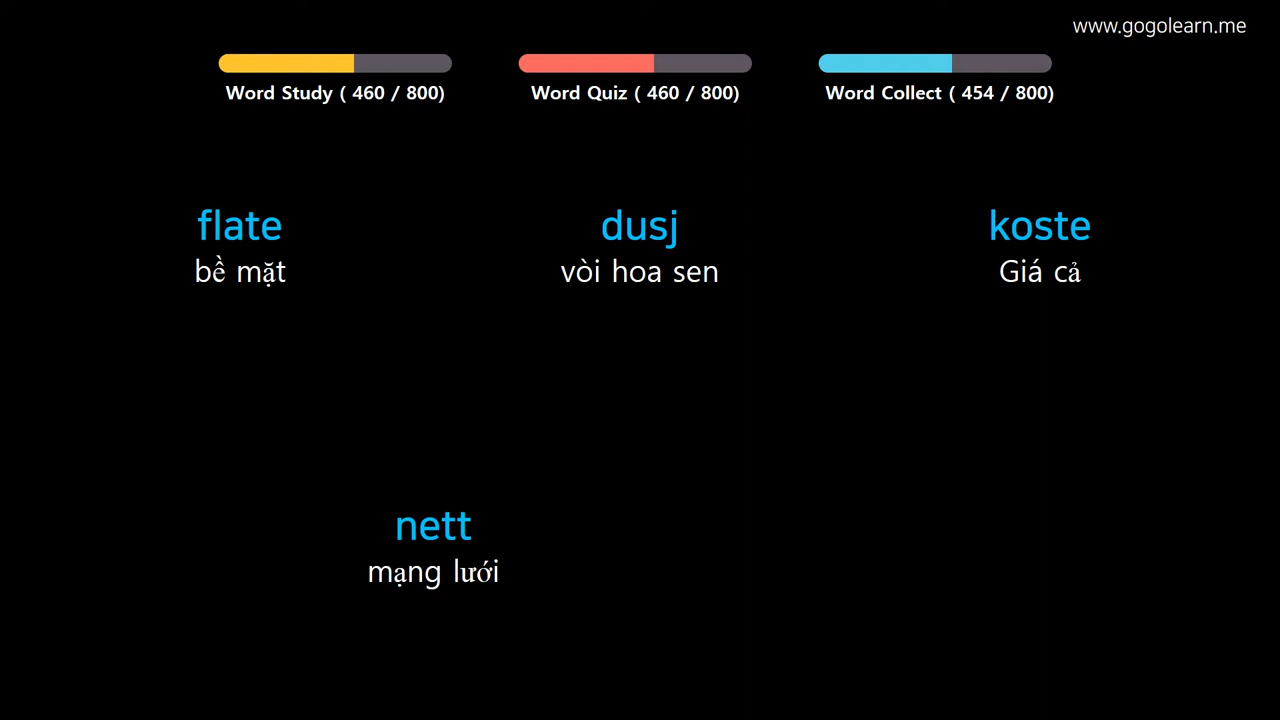 www.gogolearn.me
Word Study ( 460 / 800)
Word Quiz ( 460 / 800)
Word Collect ( 454 / 800)
flate
bề mặt
dusj
vòi hoa sen
koste
Giá cả
nett
mạng lưới